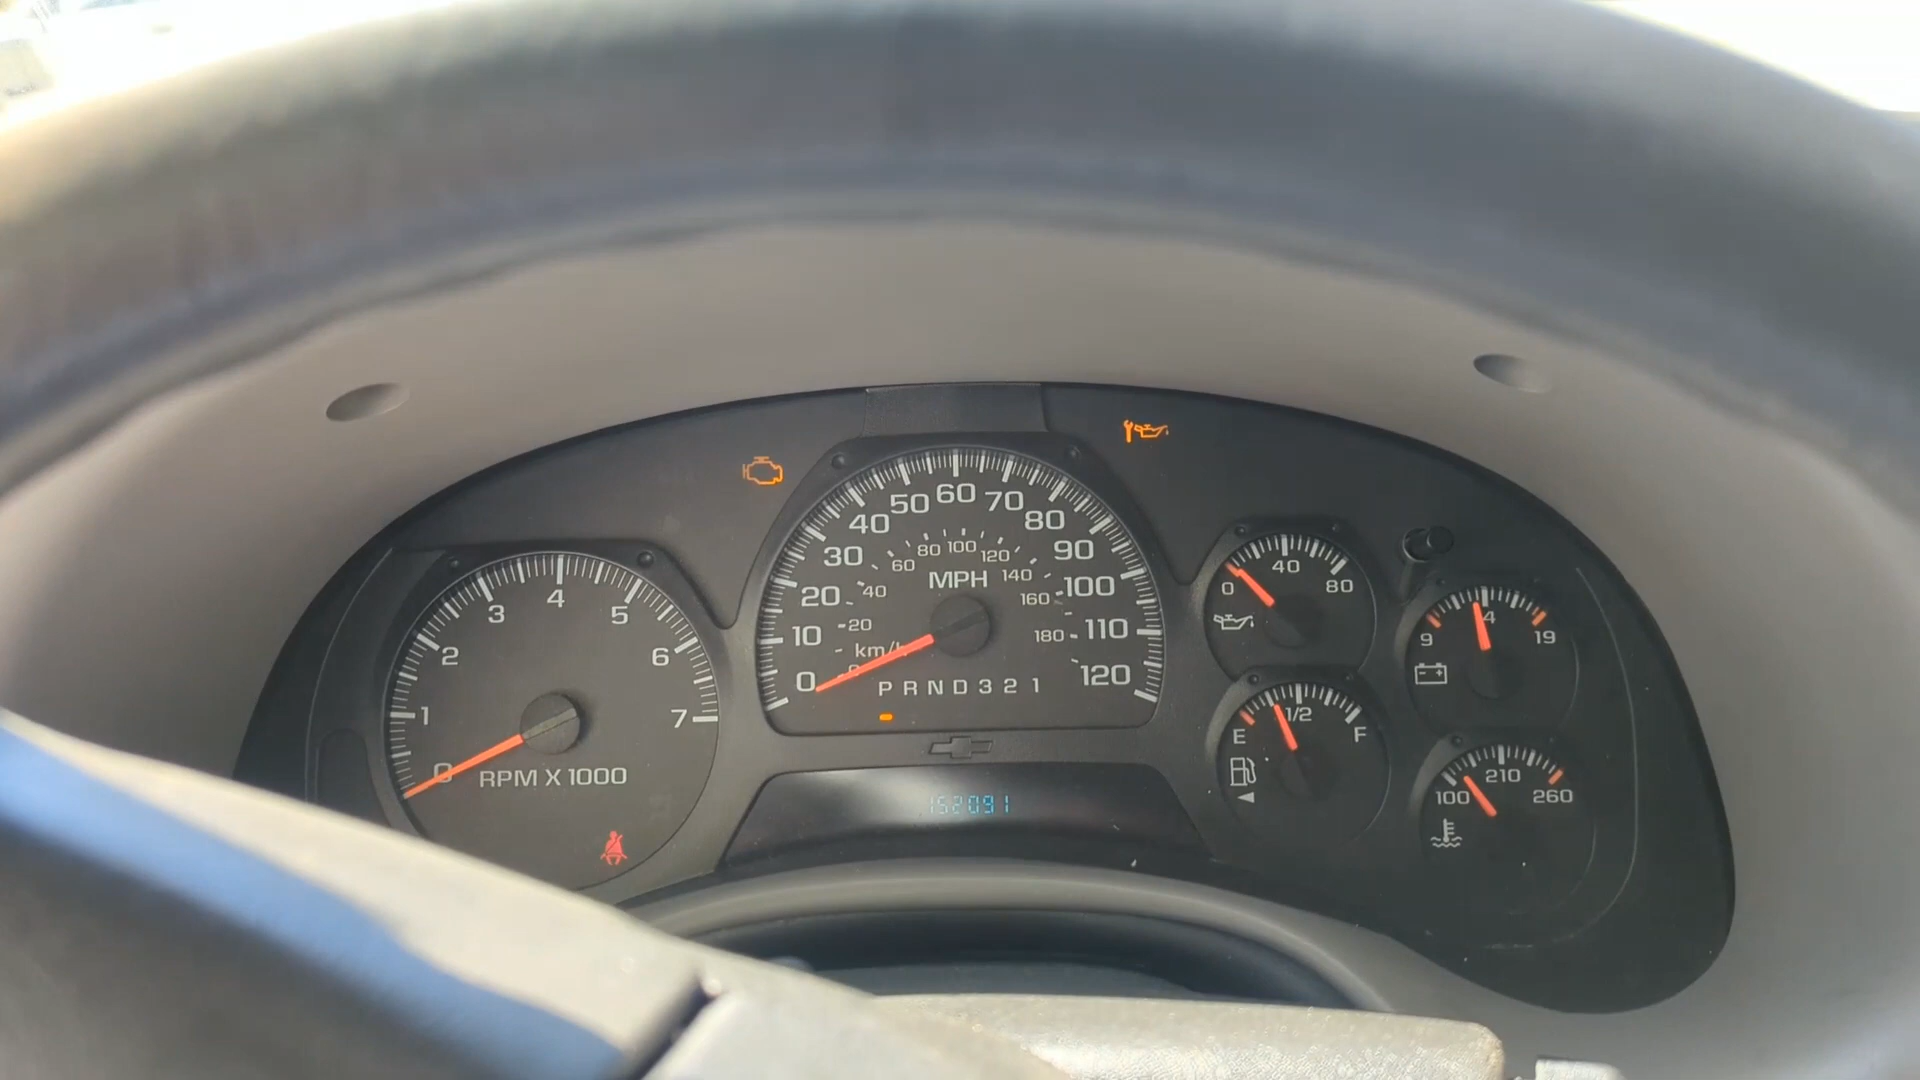 0 1 2 3 4 5 6 7
RPM X 1000
0 10 20 30 40 50 60 70 80 90 100 110 120
20 40 60 80 100 120 140 160 180
MPH
km/h
P R N D 3 2 1
152091
0 40 80
9 14 19
E 1/2 F
100 210 260